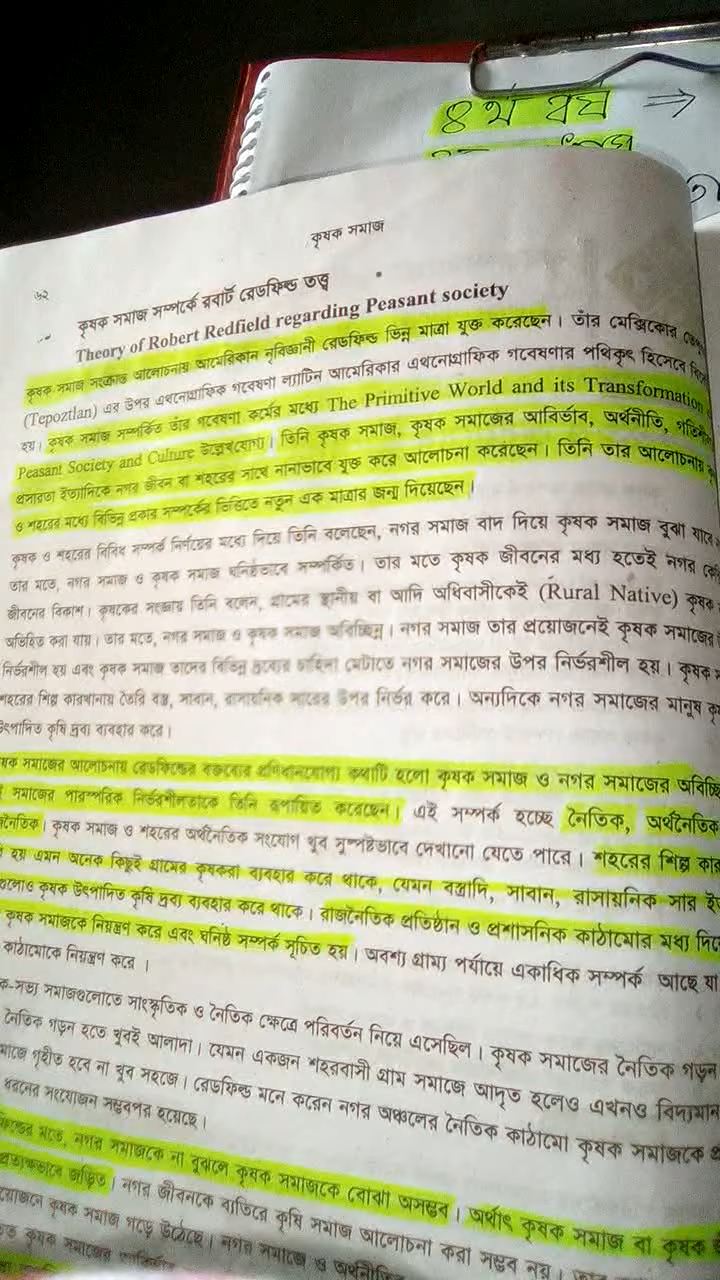 ৪র্থ বর্ষ ⇒
কৃষক সমাজ
৬২
কৃষক সমাজ সম্পর্কে রবার্ট রেডফিল্ড তত্ত্ব
Theory of Robert Redfield regarding Peasant society
কৃষক সমাজ সংক্রান্ত আলোচনায় আমেরিকান নৃবিজ্ঞানী রেডফিল্ড ভিন্ন মাত্রা যুক্ত করেছেন। তাঁর মেক্সিকোর
(Tepoztlan) এর উপর এথনোগ্রাফিক গবেষণা ল্যাটিন আমেরিকার এথনোগ্রাফিক গবেষণার পথিকৃৎ হিসেবে
হয়। কৃষক সমাজ সম্পর্কিত তাঁর গবেষণা কর্মের মধ্যে The Primitive World and its Transformation
Peasant Society and Culture উল্লেখযোগ্য। তিনি কৃষক সমাজ, কৃষক সমাজের আবির্ভাব, অর্থনীতি,
প্রসারতা ইত্যাদিকে নগর জীবন বা শহরের সাথে নানাভাবে যুক্ত করে আলোচনা করেছেন। তিনি তার আলোচনায়
ও শহরের মধ্যে বিভিন্ন প্রকার সম্পর্কের ভিত্তিতে নতুন এক মাত্রার জন্ম দিয়েছেন।
কৃষক ও শহরের বিবিধ সম্পর্ক নির্ণয়ের মধ্যে দিয়ে তিনি বলেছেন, নগর সমাজ বাদ দিয়ে কৃষক সমাজ বুঝা যাবে
তার মতে, নগর সমাজ ও কৃষক সমাজ ঘনিষ্ঠভাবে সম্পর্কিত। তার মতে কৃষক জীবনের মধ্য হতেই নগর
জীবনের বিকাশ। কৃষকের সংজ্ঞায় তিনি বলেন, গ্রামের স্থানীয় বা আদি অধিবাসীকেই (Rural Native) কৃষক
অভিহিত করা যায়। তার মতে, নগর সমাজ ও কৃষক সমাজ অবিচ্ছিন্ন। নগর সমাজ তার প্রয়োজনেই কৃষক সমাজের
নির্ভরশীল হয় এবং কৃষক সমাজ তাদের বিভিন্ন দ্রব্যের চাহিদা মেটাতে নগর সমাজের উপর নির্ভরশীল হয়। কৃষক
শহরের শিল্প কারখানায় তৈরি বস্ত্র, সাবান, রাসায়নিক সারের উপর নির্ভর করে। অন্যদিকে নগর সমাজের মানুষ
উৎপাদিত কৃষি দ্রব্য ব্যবহার করে।
সমাজের আলোচনায় রেডফিল্ডের বক্তব্যের প্রণিধানযোগ্য কথাটি হলো কৃষক সমাজ ও নগর সমাজের
সমাজের পারস্পরিক নির্ভরশীলতাকে তিনি রূপায়িত করেছেন। এই সম্পর্ক হচ্ছে নৈতিক, অর্থনৈতিক
কৃষক সমাজ ও শহরের অর্থনৈতিক সংযোগ খুব সুস্পষ্টভাবে দেখানো যেতে পারে। শহরের শিল্প
হয় এমন অনেক কিছুই গ্রামের কৃষকরা ব্যবহার করে থাকে, যেমন বস্ত্রাদি, সাবান, রাসায়নিক সার
কৃষক উৎপাদিত কৃষি দ্রব্য ব্যবহার করে থাকে। রাজনৈতিক প্রতিষ্ঠান ও প্রশাসনিক কাঠামোর মধ্য দিয়ে
কৃষক সমাজকে নিয়ন্ত্রণ করে এবং ঘনিষ্ঠ সম্পর্ক সূচিত হয়। অবশ্য গ্রাম্য পর্যায়ে একাধিক সম্পর্ক আছে যা
কাঠামোকে নিয়ন্ত্রণ করে।
সমাজগুলোতে সাংস্কৃতিক ও নৈতিক ক্ষেত্রে পরিবর্তন নিয়ে এসেছিল। কৃষক সমাজের নৈতিক গড়ন
নৈতিক গড়ন হতে খুবই আলাদা। যেমন একজন শহরবাসী গ্রাম সমাজে আদৃত হলেও এখনও বিদ্যমান
গৃহীত হবে না খুব সহজে। রেডফিল্ড মনে করেন নগর অঞ্চলের নৈতিক কাঠামো কৃষক সমাজকে
ধরনের সংযোজন সম্ভবপর হয়েছে।
মতে, নগর সমাজকে না বুঝলে কৃষক সমাজকে বোঝা অসম্ভব। অর্থাৎ কৃষক সমাজ বা কৃষক
জড়িত। নগর জীবনকে ব্যতিরে কৃষি সমাজ আলোচনা করা সম্ভব নয়।
কৃষক সমাজ গড়ে উঠেছে। নগর সমাজে ও অর্থনীতি
কৃষক সমাজের